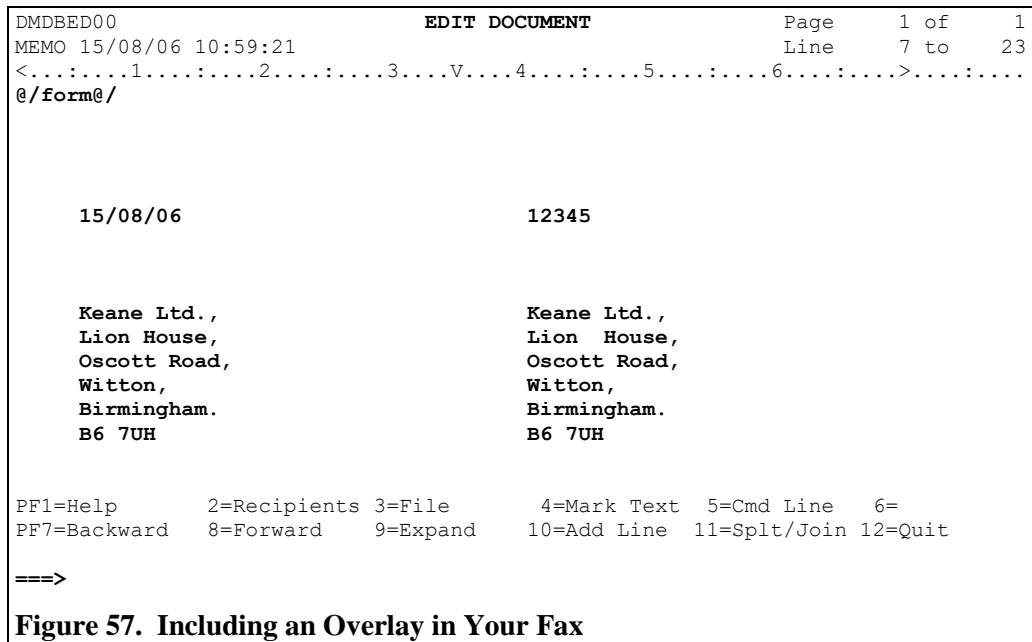 DMDBED00                    EDIT DOCUMENT               Page      1 of      1
MEMO 15/08/06 10:59:21                                  Line      7 to     23
<...:....1....:....2....:....3....V....4....:....5....:....6....:....>....:....
@/form@/
     15/08/06                           12345
     Keane Ltd.,                        Keane Ltd.,
     Lion House,                        Lion  House,
     Oscott Road,                       Oscott Road,
     Witton,                            Witton,
     Birmingham.                        Birmingham.
     B6 7UH                             B6 7UH
PF1=Help       2=Recipients 3=File       4=Mark Text  5=Cmd Line   6=
PF7=Backward   8=Forward    9=Expand    10=Add Line  11=Splt/Join 12=Quit
===>
Figure 57.  Including an Overlay in Your Fax